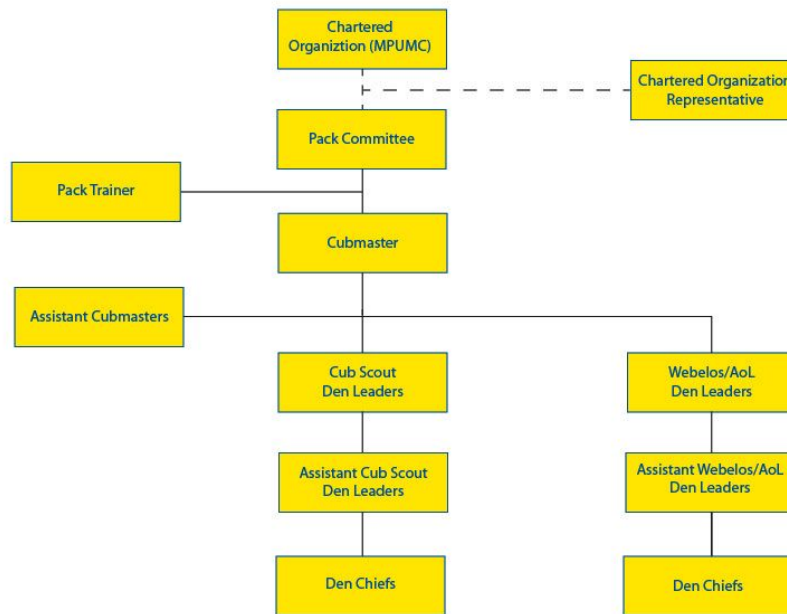 Chartered
Organiztion (MPUMC)
Chartered Organization
Representative
Pack Committee
Pack Trainer
Cubmaster
Assistant Cubmasters
Cub Scout
Den Leaders
Webelos/AoL
Den Leaders
Assistant Cub Scout
Den Leaders
Assistant Webelos/AoL
Den Leaders
Den Chiefs
Den Chiefs